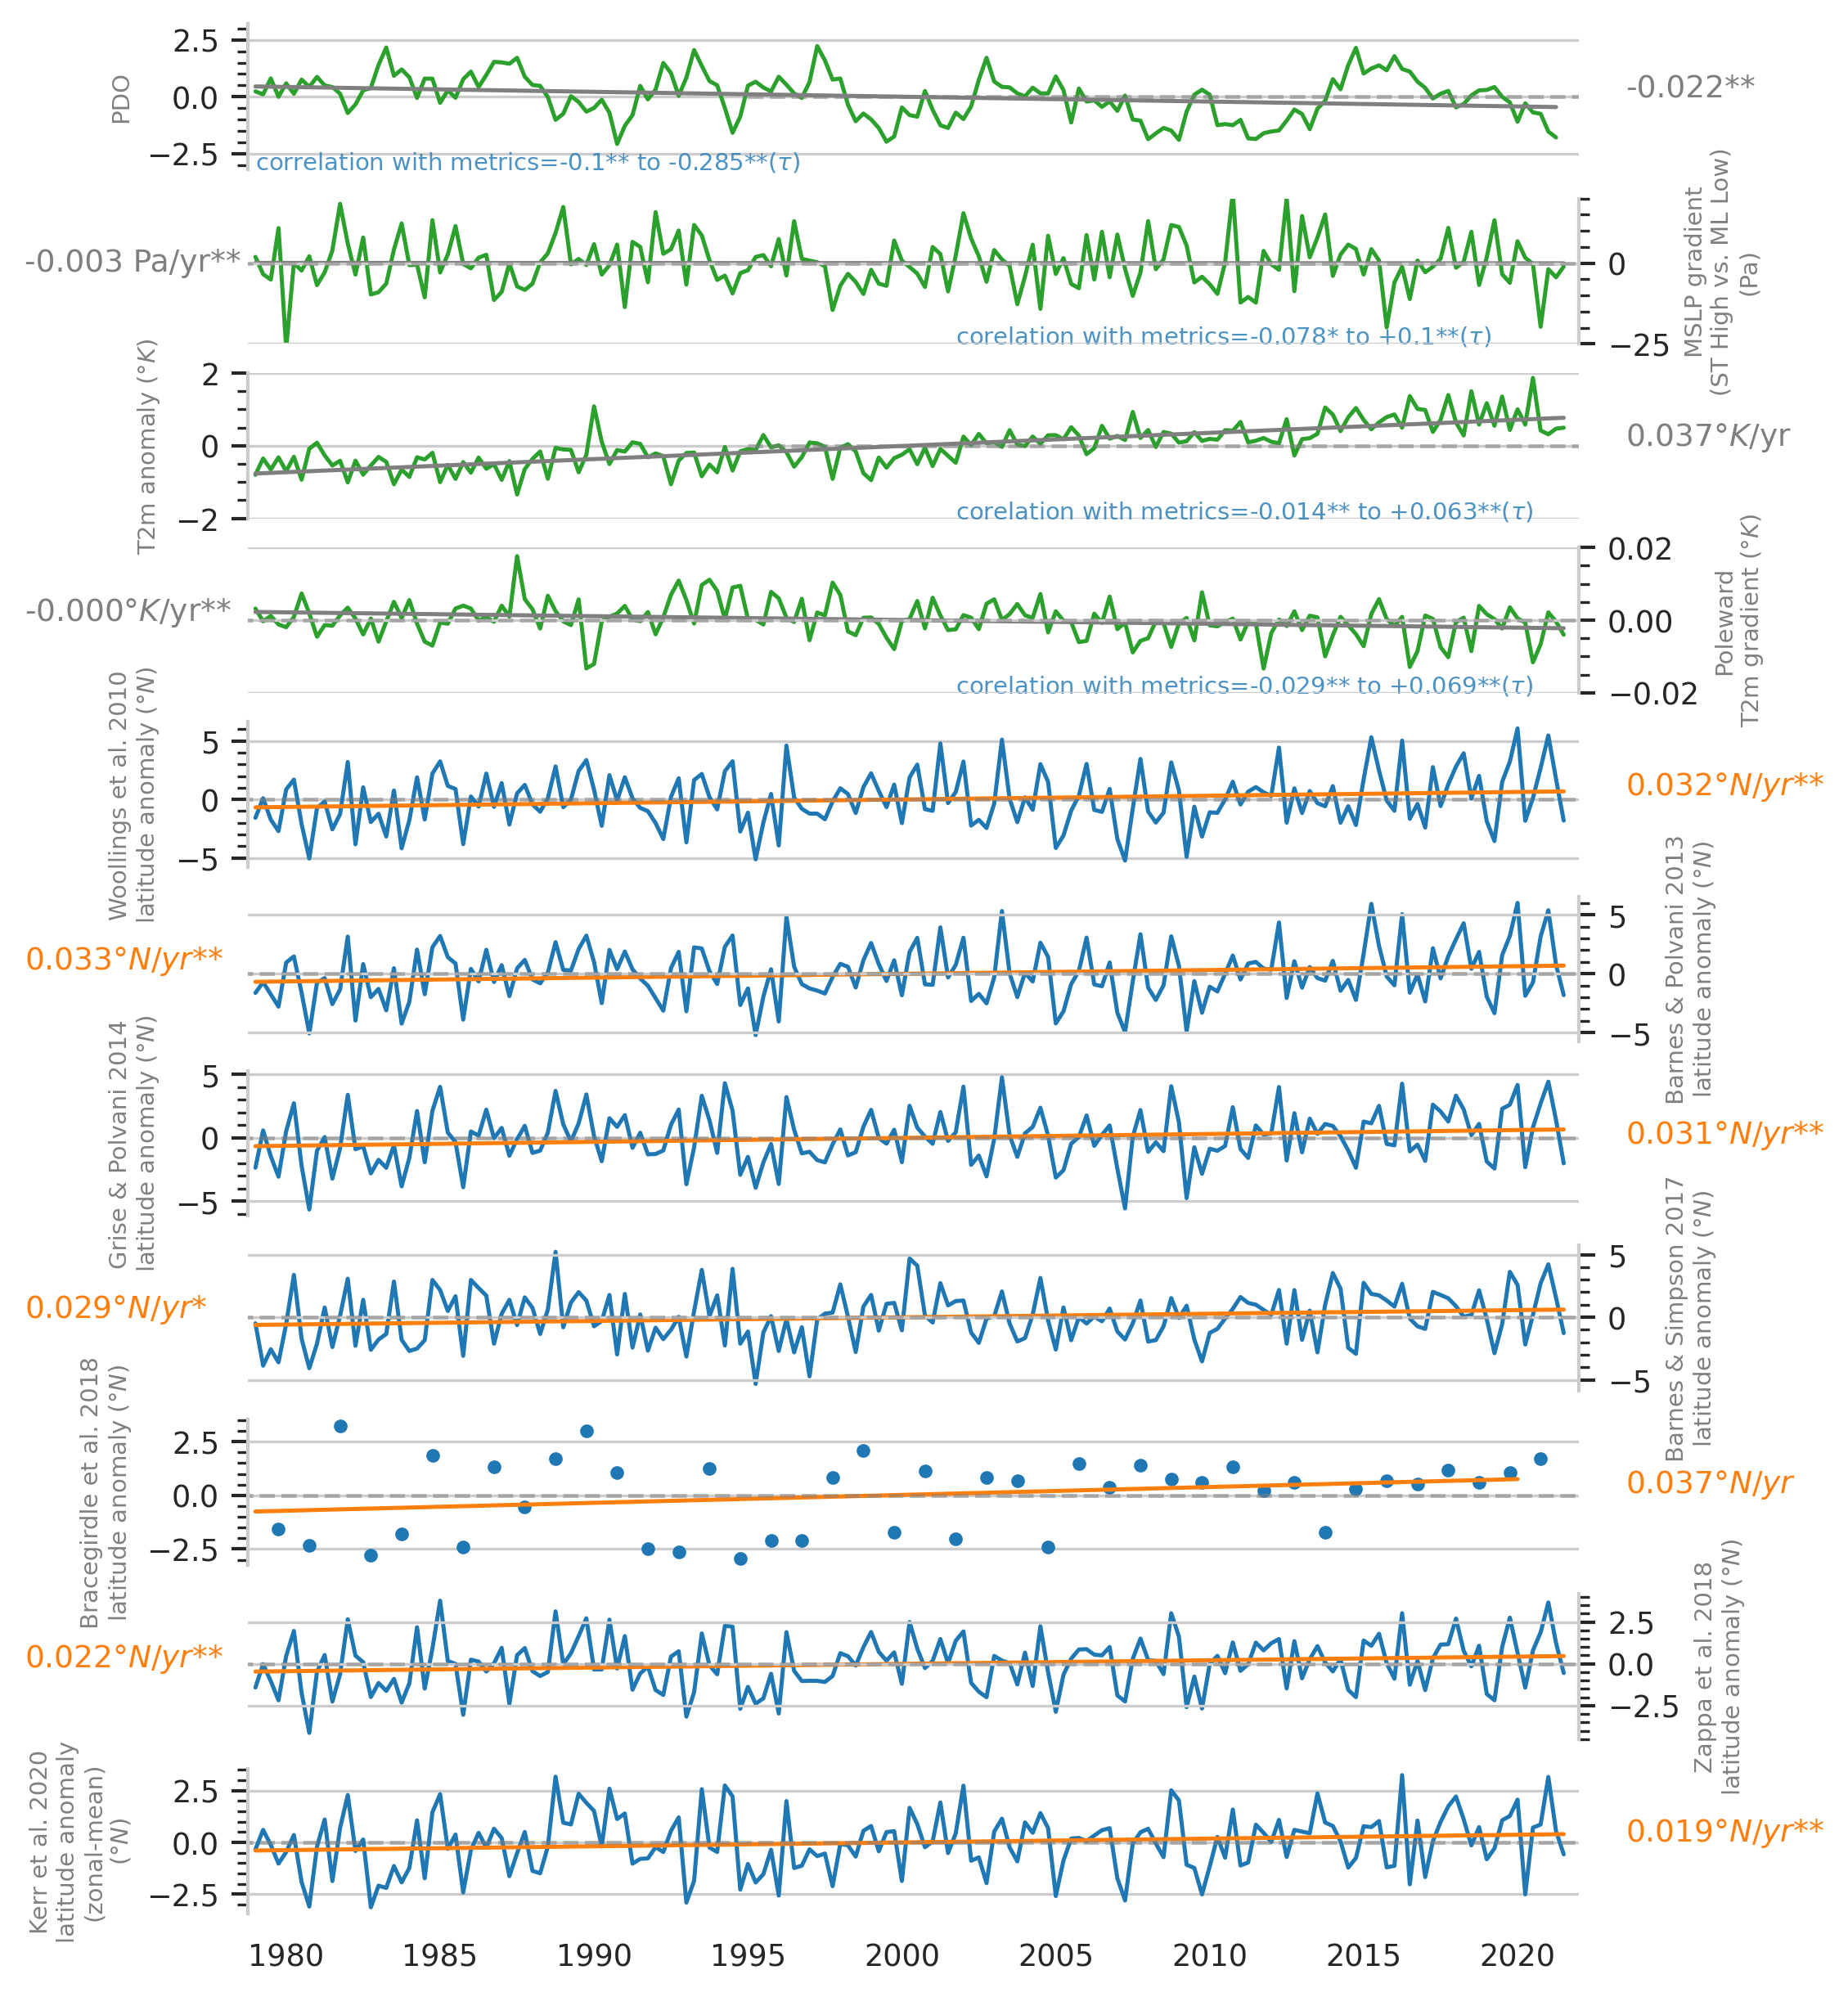 PDO
2.5
0.0
−2.5
-0.022**
correlation with metrics=-0.1** to -0.285**(τ)
-0.003 Pa/yr**
0
−25
MSLP gradient
(ST High vs. ML Low)
(Pa)
corelation with metrics=-0.078* to +0.1**(τ)
T2m anomaly (°K)
2
0
−2
0.037°K/yr
corelation with metrics=-0.014** to +0.063**(τ)
-0.000°K/yr**
0.02
0.00
−0.02
Poleward
T2m gradient (°K)
corelation with metrics=-0.029** to +0.069**(τ)
Woollings et al. 2010
latitude anomaly (°N)
5
0
−5
0.032°N/yr**
0.033°N/yr**
5
0
−5
Barnes & Polvani 2013
latitude anomaly (°N)
Grise & Polvani 2014
latitude anomaly (°N)
5
0
−5
0.031°N/yr**
0.029°N/yr*
5
0
−5
Barnes & Simpson 2017
latitude anomaly (°N)
Bracegirdle et al. 2018
latitude anomaly (°N)
2.5
0.0
−2.5
0.037°N/yr
0.022°N/yr**
2.5
0.0
−2.5
Zappa et al. 2018
latitude anomaly (°N)
Kerr et al. 2020
latitude anomaly
(zonal-mean)
(°N)
2.5
0.0
−2.5
0.019°N/yr**
1980 1985 1990 1995 2000 2005 2010 2015 2020